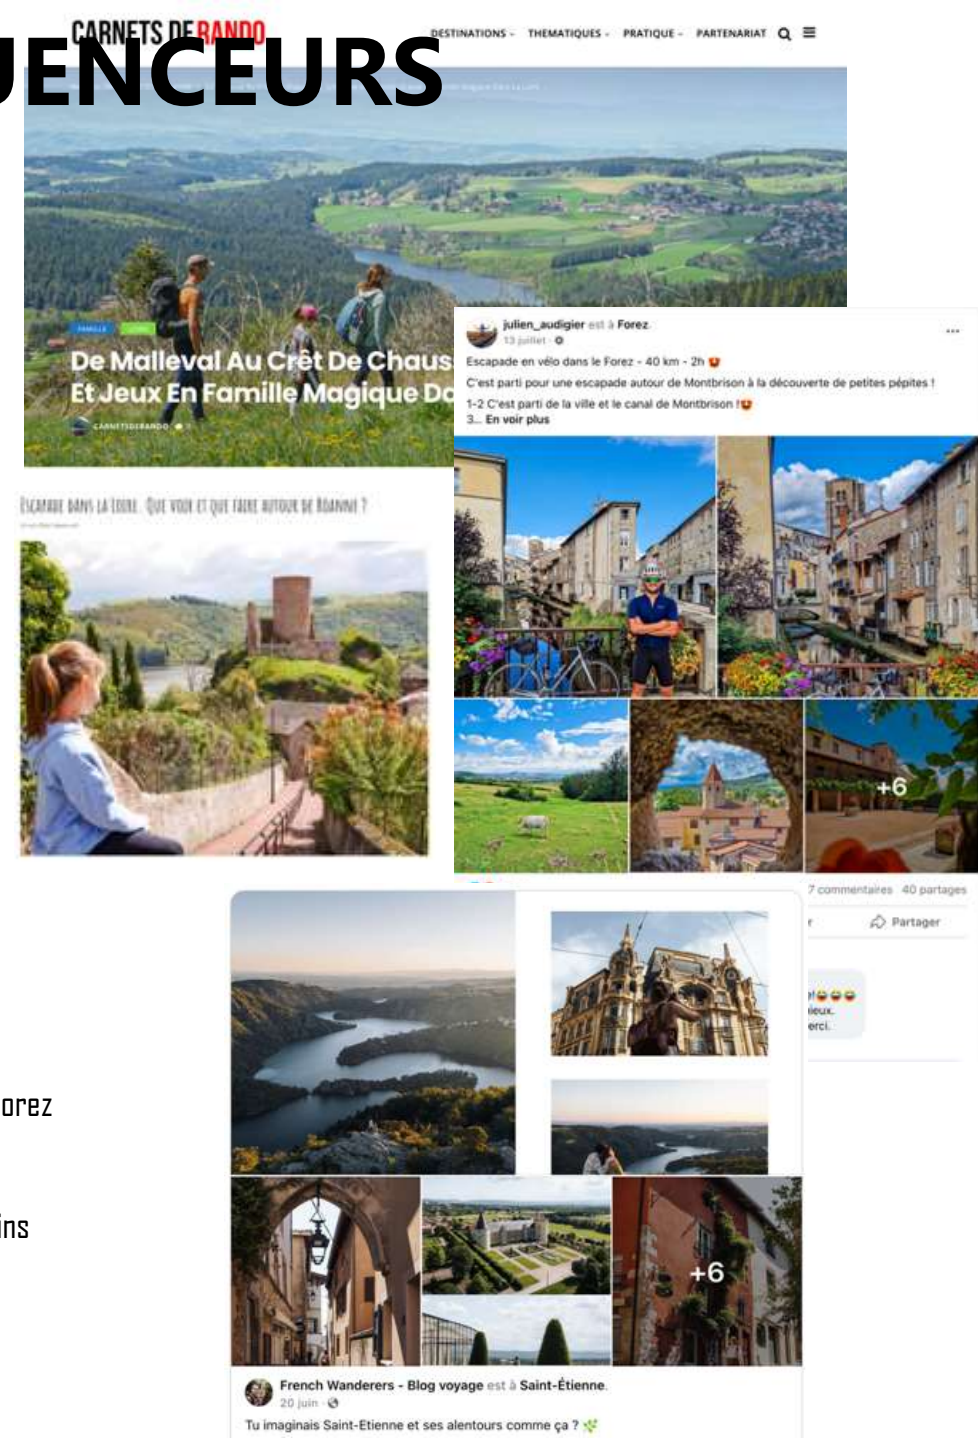 CARNETS DE RANDO
DESTINATIONS THEMATIQUES PRATIQUE PARTENARIAT
UENCEURS
FAMILLE LOIRE
De Malleval Au Crêt De Chauss
Et Jeux En Famille Magique Da
CARNETSDERANDO
julien_audigier est à Forez.
13 juillet
Escapade en vélo dans le Forez - 40 km - 2h
C'est parti pour une escapade autour de Montbrison à la découverte de petites pépites !
1-2 C'est parti de la ville et le canal de Montbrison !
3... En voir plus
Escapade dans la Loire : Que voir et que faire autour de Roanne ?
+6
7 commentaires 40 partages
r Partager
ieux.
erci.
orez
ins
+6
French Wanderers - Blog voyage est à Saint-Étienne.
20 juin
Tu imaginais Saint-Etienne et ses alentours comme ça ?